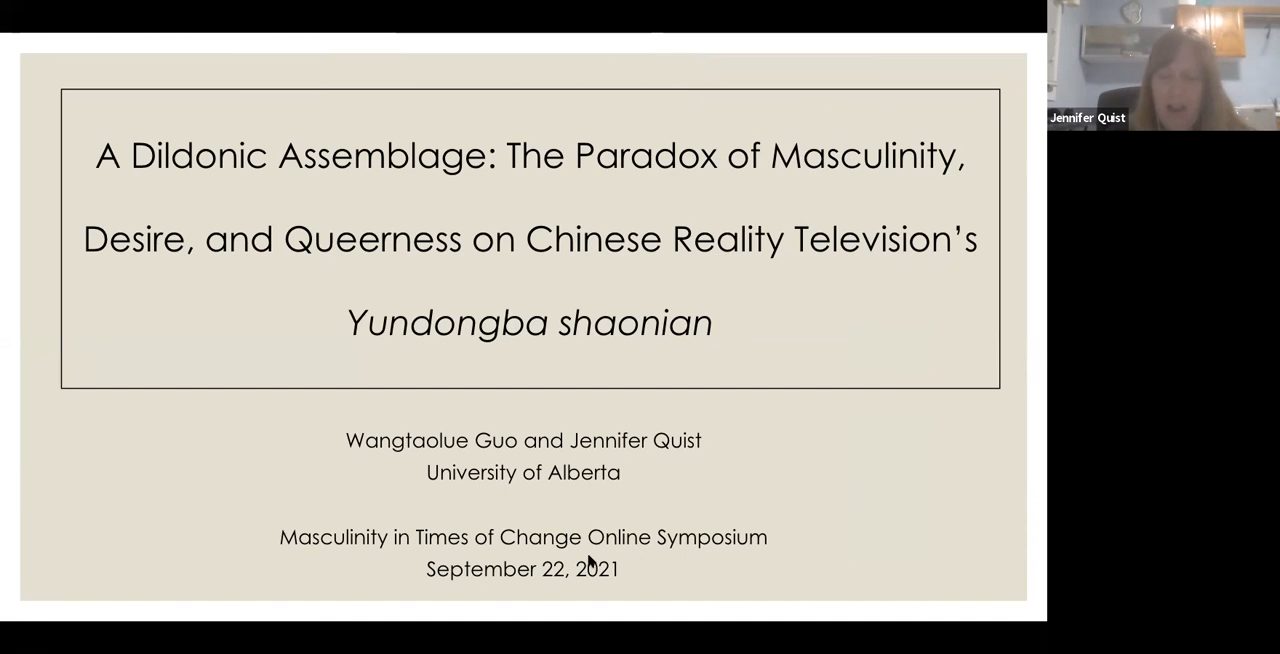 A Dildonic Assemblage: The Paradox of Masculinity,
Desire, and Queerness on Chinese Reality Television’s
Yundongba shaonian
Wangtaolue Guo and Jennifer Quist
University of Alberta
Masculinity in Times of Change Online Symposium
September 22, 2021
Jennifer Quist